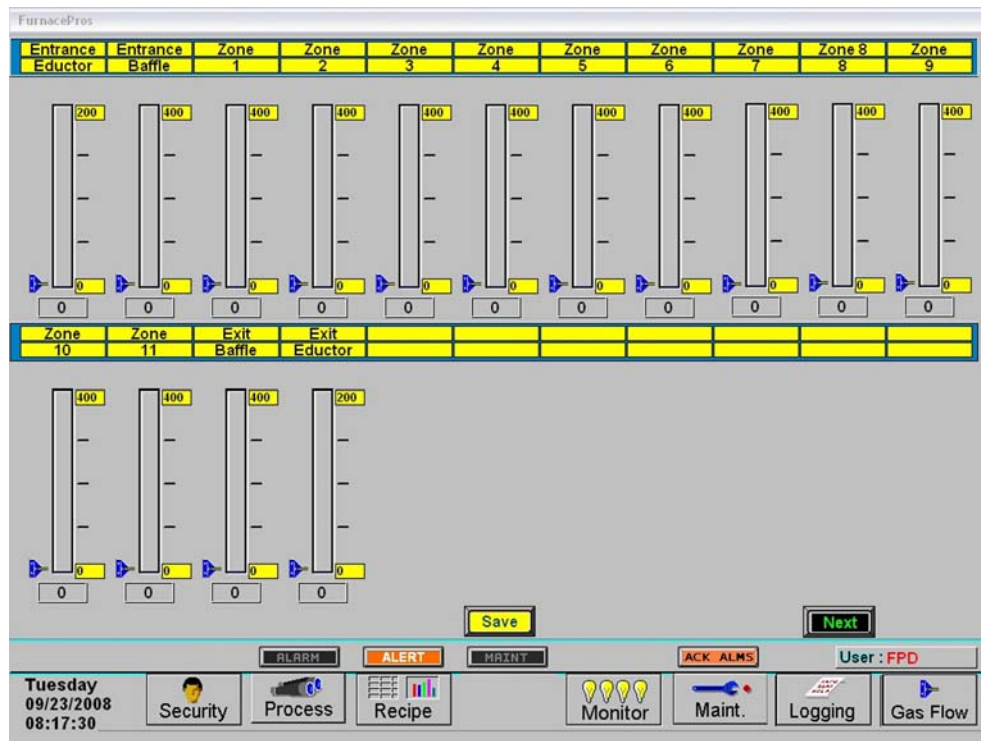 FurnacePros
Entrance Entrance Zone Zone Zone Zone Zone Zone Zone Zone 8 Zone
Eductor Baffle 1 2 3 4 5 6 7 8 9
200 400 400 400 400 400 400 400 400 400 400
0 0 0 0 0 0 0 0 0 0 0
0 0 0 0 0 0 0 0 0 0 0
Zone Zone Exit Exit
10 11 Baffle Eductor
400 400 400 200
0 0 0 0
0 0 0 0
Save Next
ALARM ALERT MAINT ACK ALMS User : FPD
Tuesday
09/23/2008
08:17:30
Security Process Recipe Monitor Maint. Logging Gas Flow